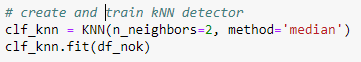 # create and train kNN detector
clf_knn = KNN(n_neighbors=2, method='median')
clf_knn.fit(df_nok)